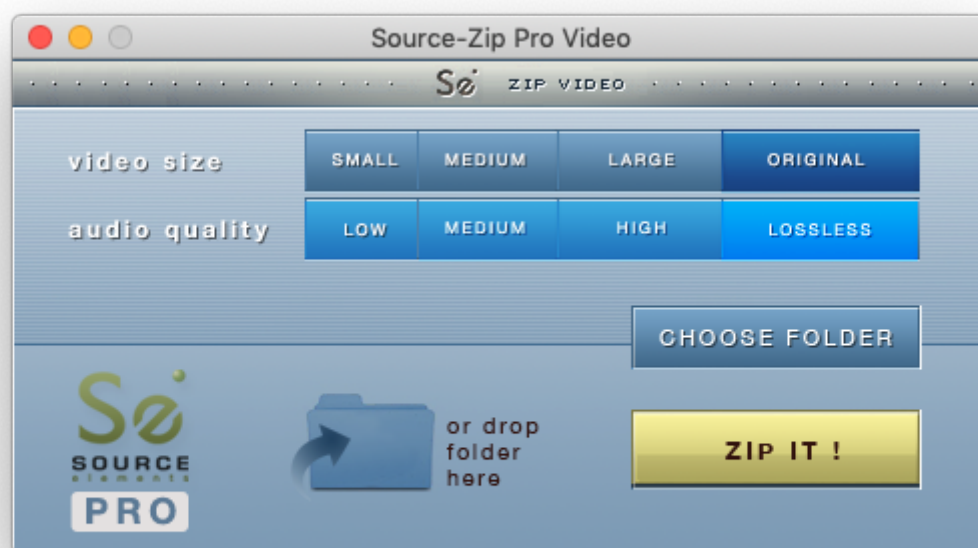 Source-Zip Pro Video
Se ZIP VIDEO
video size SMALL MEDIUM LARGE ORIGINAL
audio quality LOW MEDIUM HIGH LOSSLESS
CHOOSE FOLDER
Se
SOURCE
elements
PRO
or drop
folder
here
ZIP IT !